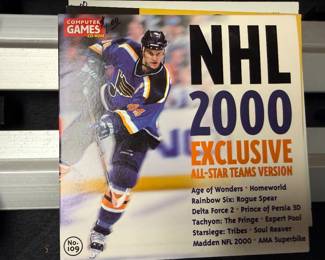 COMPUTER
GAMES
CD-ROM
NHL
2000
EXCLUSIVE
ALL-STAR TEAMS VERSION
Age of Wonders • Homeworld
Rainbow Six: Rogue Spear
Delta Force 2 • Prince of Persia 3D
Tachyon: The Fringe • Expert Pool
Starsiege: Tribes • Soul Reaver
Madden NFL 2000 • AMA Superbike
No.
109